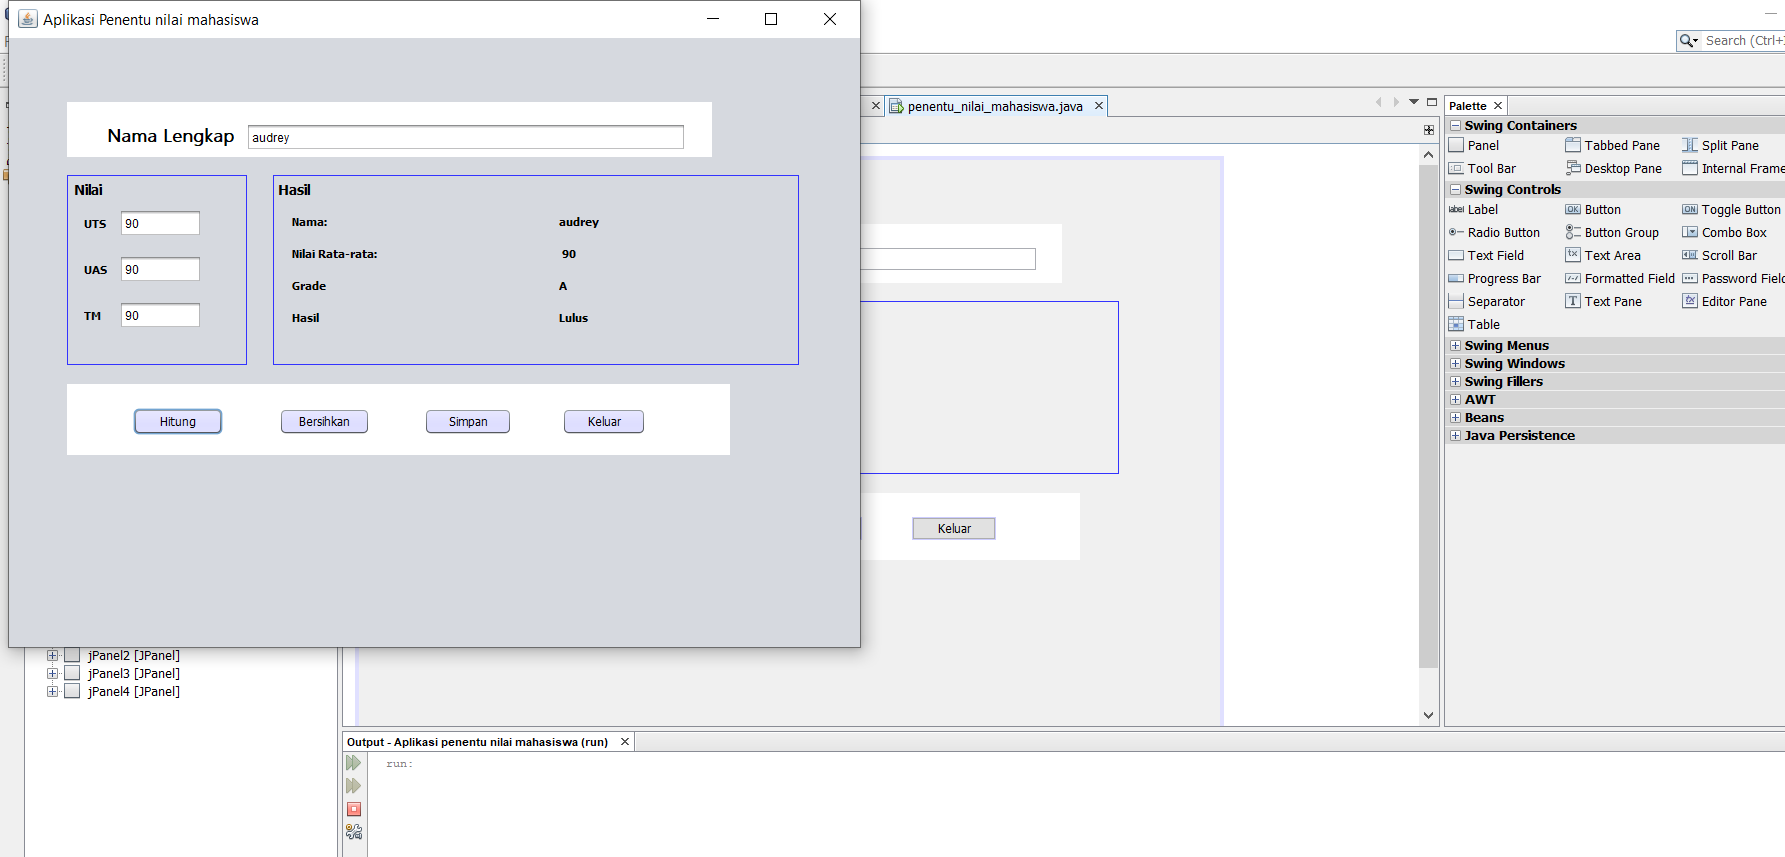 Aplikasi Penentu nilai mahasiswa
Nama Lengkap audrey
Nilai
UTS 90
UAS 90
TM 90
Hasil
Nama: audrey
Nilai Rata-rata: 90
Grade A
Hasil Lulus
Hitung Bersihkan Simpan Keluar
Search (Ctrl+
penentu_nilai_mahasiswa.java
Keluar
Palette
Swing Containers
Panel Tabbed Pane Split Pane
Tool Bar Desktop Pane Internal Frame
Swing Controls
label Label OK Button ON Toggle Button
Radio Button Button Group Combo Box
Text Field Text Area Scroll Bar
Progress Bar Formatted Field Password Field
Separator Text Pane Editor Pane
Table
Swing Menus
Swing Windows
Swing Fillers
AWT
Beans
Java Persistence
jPanel2 [JPanel]
jPanel3 [JPanel]
jPanel4 [JPanel]
Output - Aplikasi penentu nilai mahasiswa (run)
run: